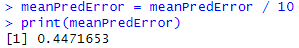 > meanPredError = meanPredError / 10
> print(meanPredError)
[1] 0.4471653